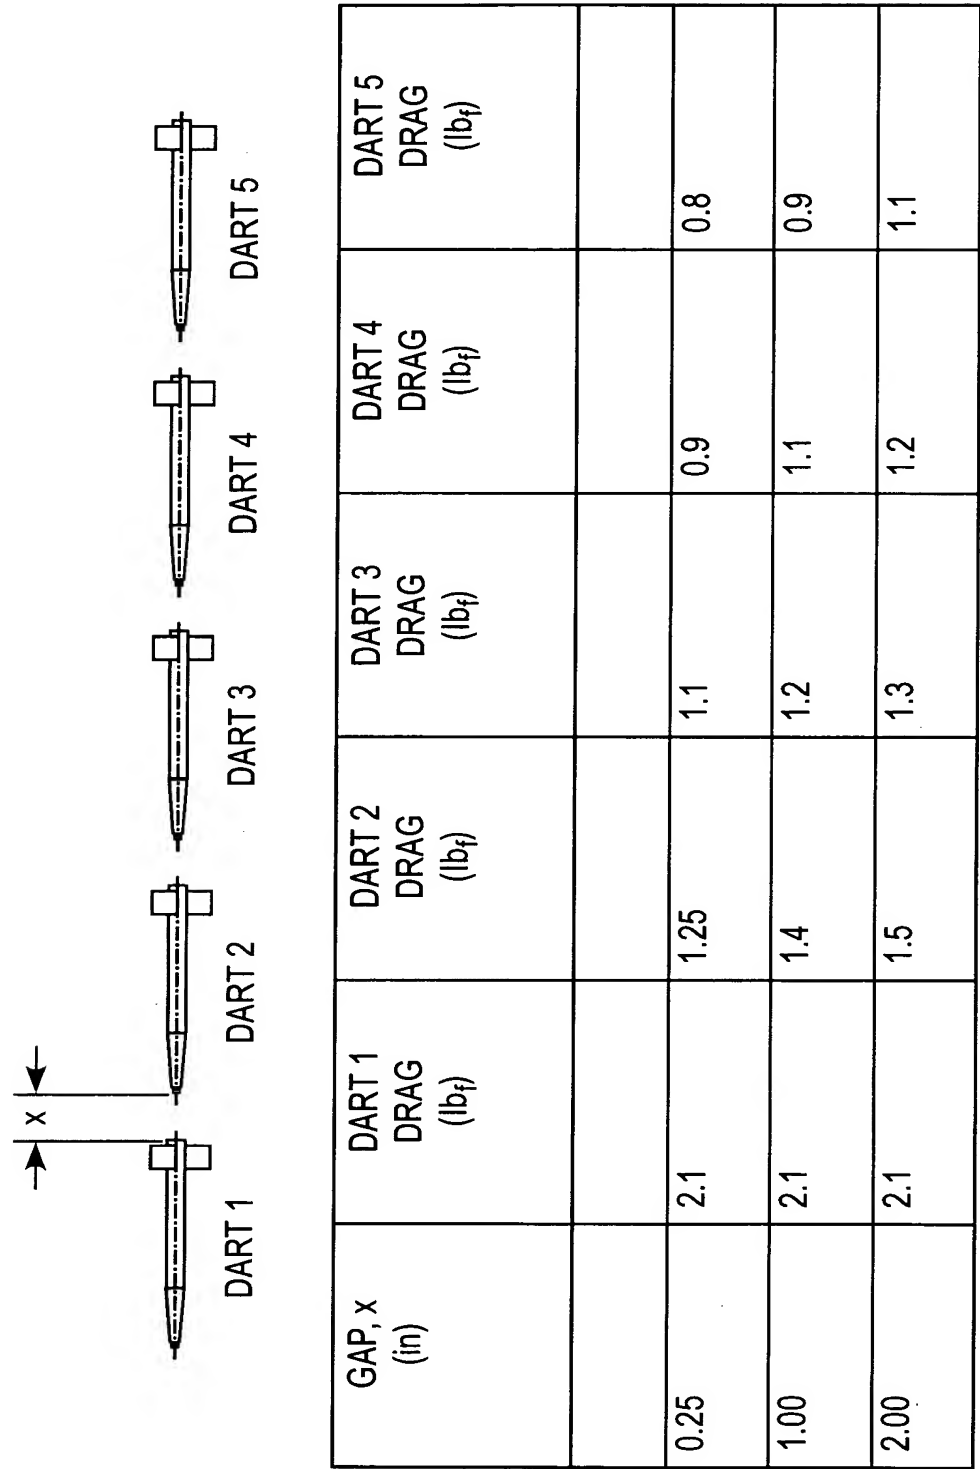 x
DART 1
DART 2
DART 3
DART 4
DART 5
GAP, x
(in)
DART 1
DRAG
(lbf)
DART 2
DRAG
(lbf)
DART 3
DRAG
(lbf)
DART 4
DRAG
(lbf)
DART 5
DRAG
(lbf)
0.25
2.1
1.25
1.1
0.9
0.8
1.00
2.1
1.4
1.2
1.1
0.9
2.00
2.1
1.5
1.3
1.2
1.1